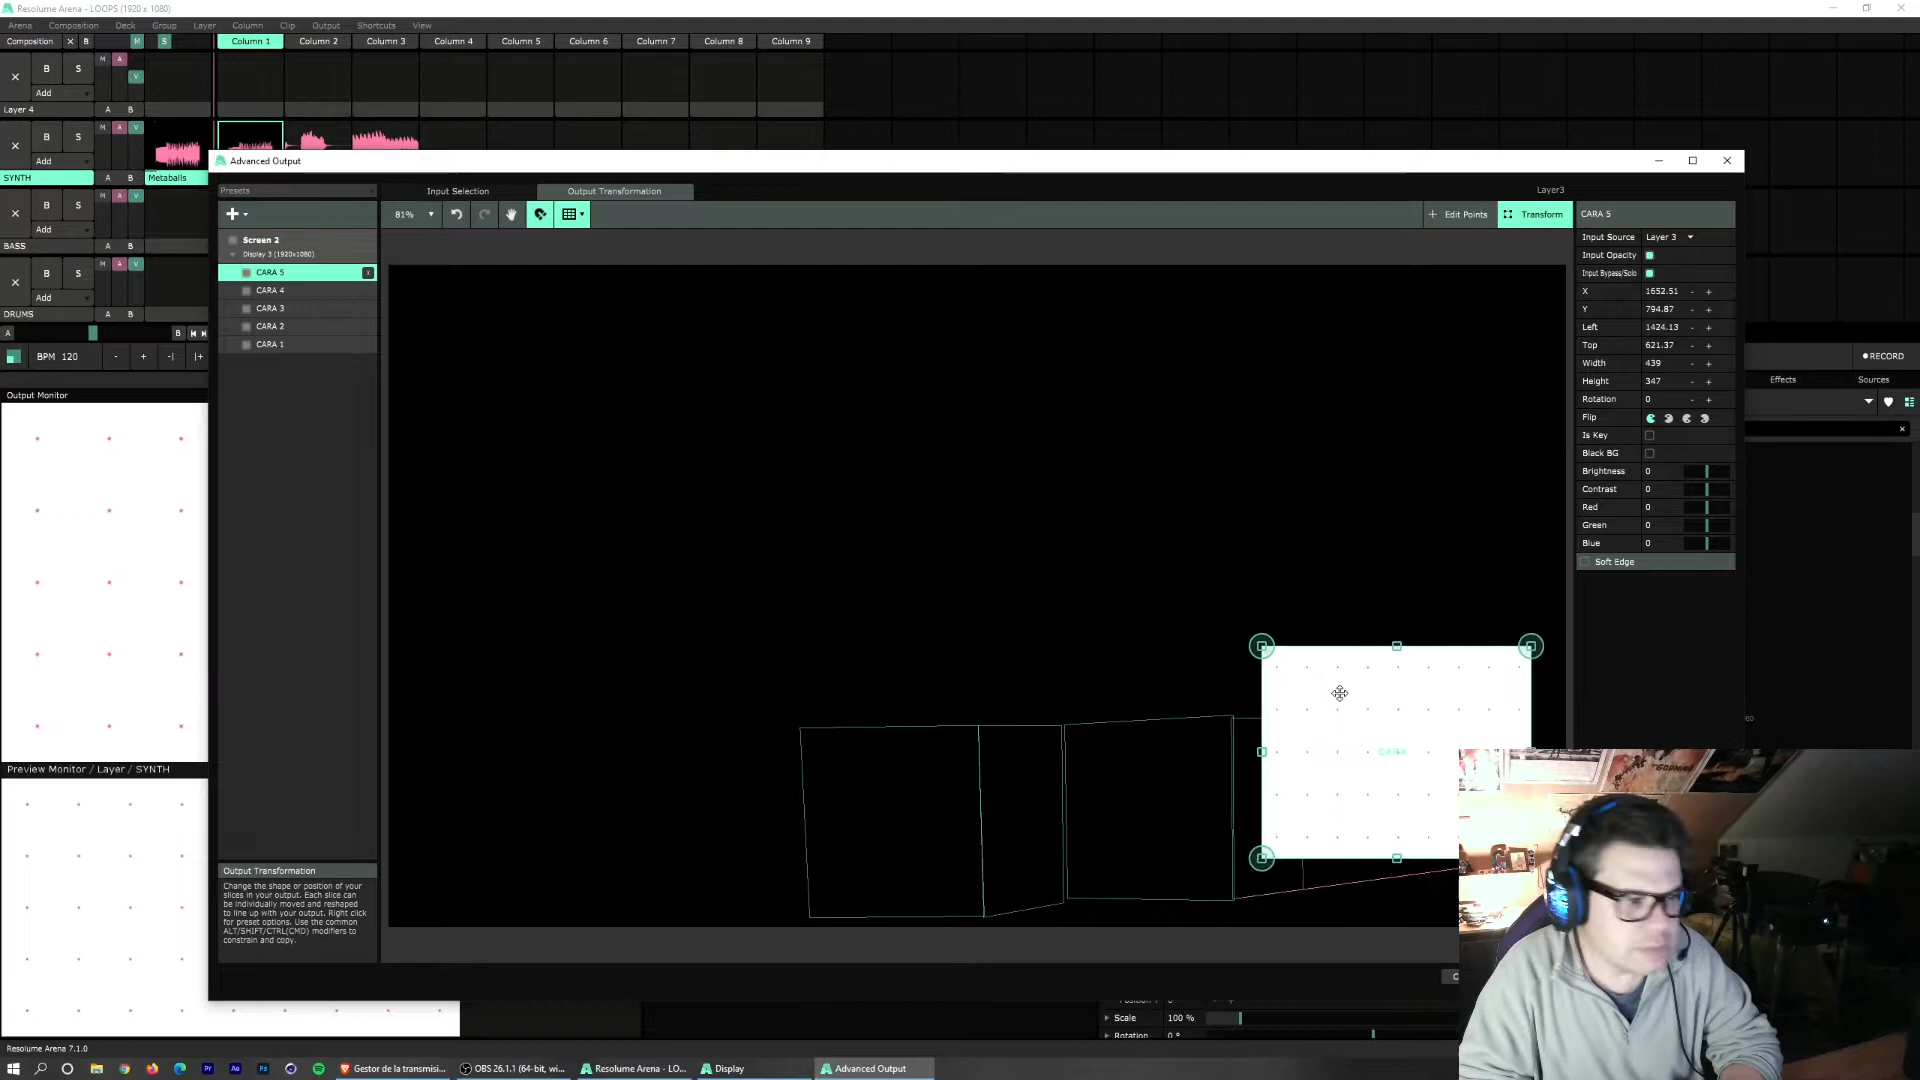 Resolume Arena - LOOPS (1920 x 1080)
Arena Composition Deck Group Layer Column Clip Output Shortcuts View
Composition X B M S Column 1 Column 2 Column 3 Column 4 Column 5 Column 6 Column 7 Column 8 Column 9
B S M A V
Add
Layer 4 A B
B S M A V
Add
SYNTH A B Metaballs
B S M A V
Add
BASS A B
B S M A V
Add
DRUMS A B
A B
BPM 120 - + -| |+
RECORD
Effects Sources
Output Monitor
Preview Monitor / Layer / SYNTH
Advanced Output
Presets
Input Selection Output Transformation Layer3
81%
Edit Points Transform
Screen 2
Display 3 (1920x1080)
CARA 5
CARA 4
CARA 3
CARA 2
CARA 1
CARA 5
Input Source Layer 3
Input Opacity
Input Bypass/Solo
X 1652.51 - +
Y 794.87 - +
Left 1424.13 - +
Top 621.37 - +
Width 439 - +
Height 347 - +
Rotation 0 - +
Flip
Is Key
Black BG
Brightness 0
Contrast 0
Red 0
Green 0
Blue 0
Soft Edge
Output Transformation
Change the shape or position of your
slices in your output. Each slice can
be individually moved and reshaped
to line up with your output. Right click
for preset options. Use the common
ALT/SHIFT/CTRL(CMD) modifiers to
constrain and copy.
Scale 100 %
Rotation 0 °
Resolume Arena 7.1.0
Gestor de la transmisi... OBS 26.1.1 (64-bit, wi... Resolume Arena - LO... Display Advanced Output